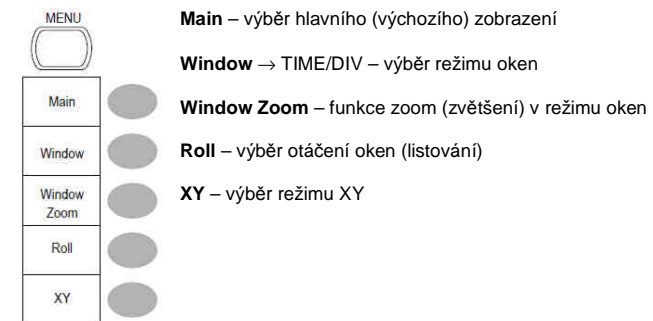 MENU
Main
Window
Window
Zoom
Roll
XY
Main – výběr hlavního (výchozího) zobrazení
Window → TIME/DIV – výběr režimu oken
Window Zoom – funkce zoom (zvětšení) v režimu oken
Roll – výběr otáčení oken (listování)
XY – výběr režimu XY